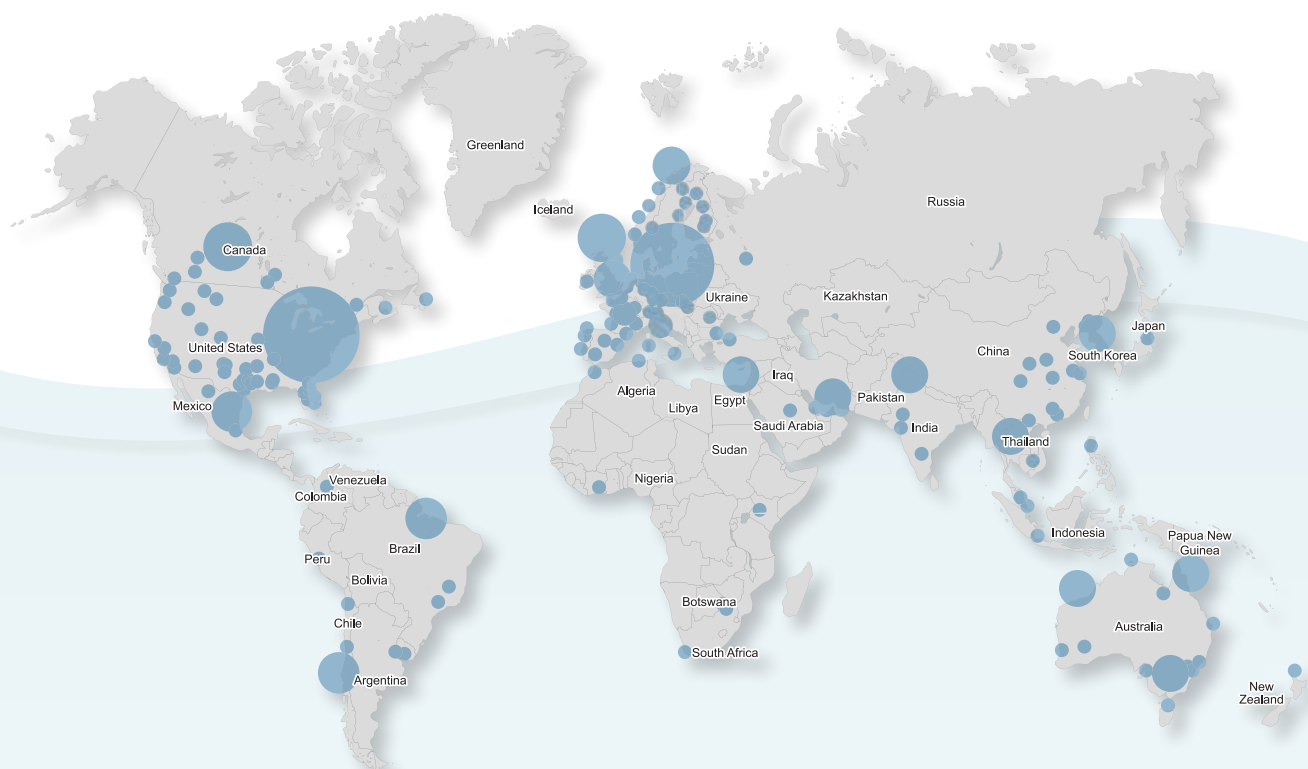 Greenland
Iceland
Russia
Canada
Ukraine
Kazakhstan
United States
Japan
China
South Korea
Iraq
Algeria
Libya
Egypt
Pakistan
Mexico
Saudi Arabia
India
Thailand
Sudan
Venezuela
Nigeria
Colombia
Indonesia
Papua New
Guinea
Brazil
Peru
Bolivia
Botswana
Chile
Australia
South Africa
Argentina
New
Zealand